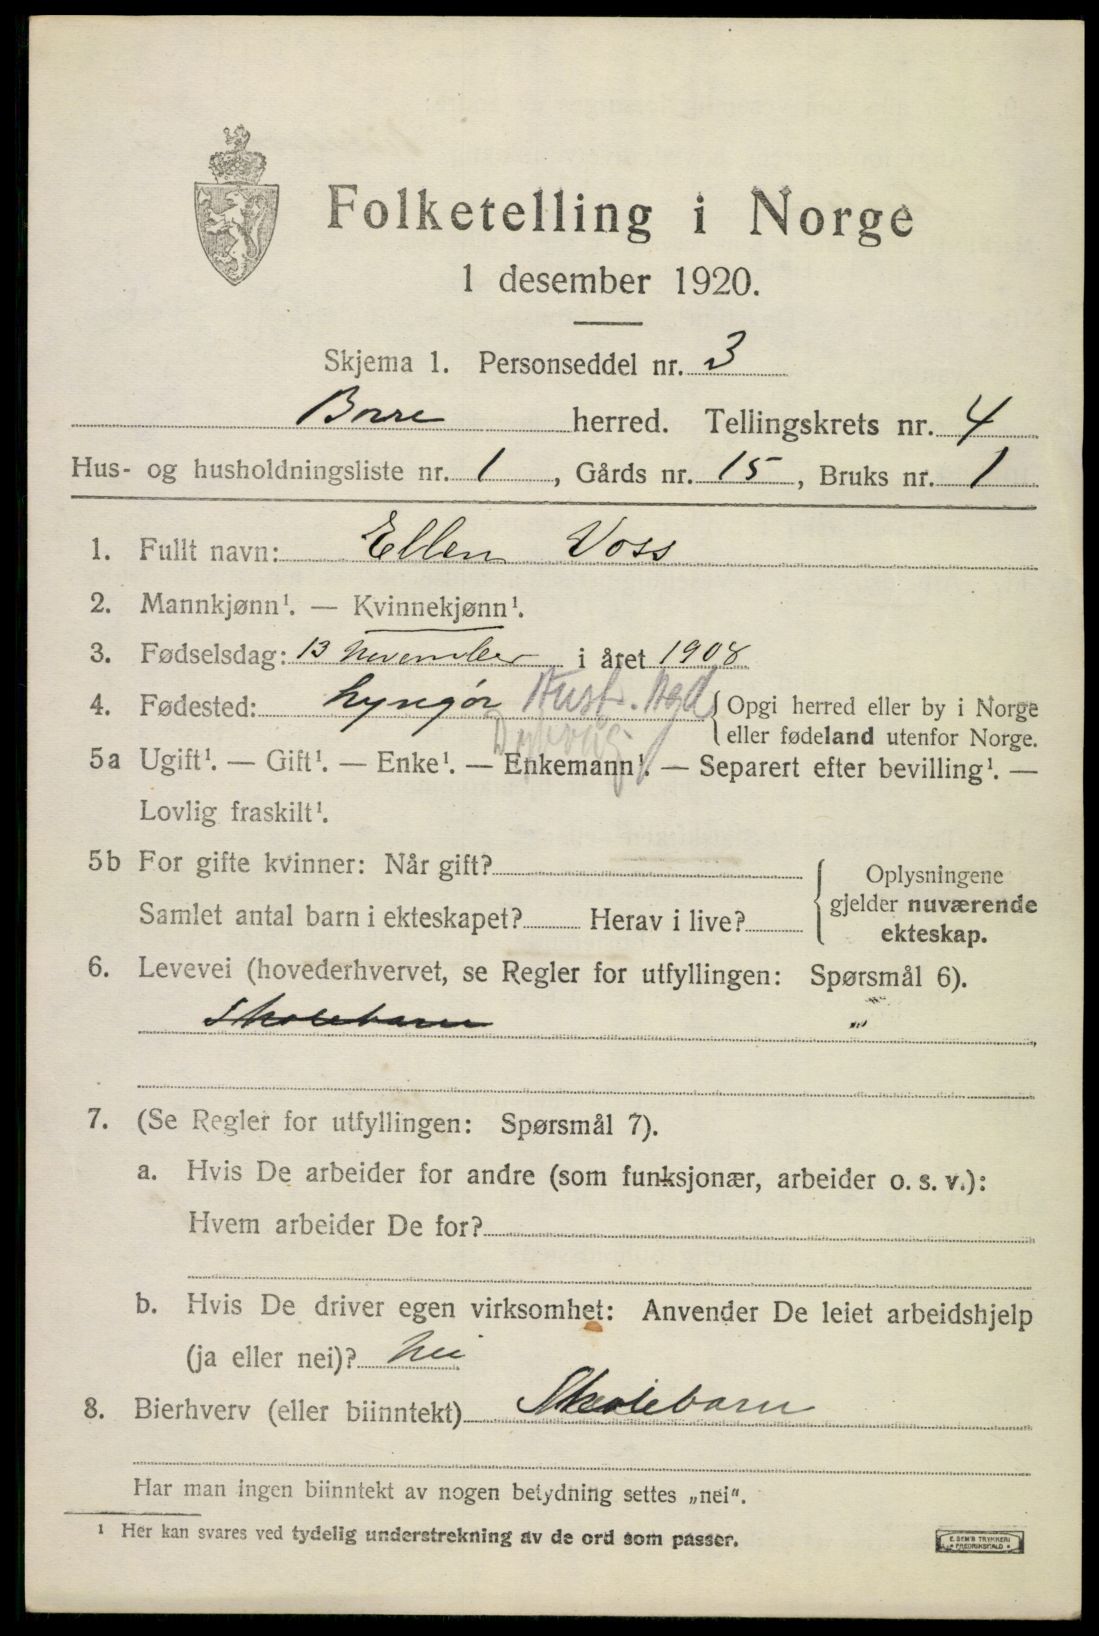 Folketelling i Norge
1 desember 1920.
Skjema 1. Personseddel nr. 3
Borre herred. Tellingskrets nr. 4
Hus- og husholdningsliste nr. 1, Gårds nr. 15, Bruks nr. 1
1. Fullt navn: Ellen Voss
2. Mannkjønn¹. — Kvinnekjønn¹.
3. Fødselsdag: 13 November i året 1908
4. Fødested: Lyngør Aust. Agd {Opgi herred eller by i Norge
Dypvåg eller fødeland utenfor Norge.
5a Ugift¹. — Gift¹. — Enke¹. — Enkemann¹. — Separert efter bevilling¹. —
Lovlig fraskilt¹.
5b For gifte kvinner: Når gift? { Oplysningene
Samlet antal barn i ekteskapet? Herav i live? gjelder nuværende
ekteskap.
6. Levevei (hovederhvervet, se Regler for utfyllingen: Spørsmål 6).
Skolebarn "
7. (Se Regler for utfyllingen: Spørsmål 7).
a. Hvis De arbeider for andre (som funksjonær, arbeider o. s. v.):
Hvem arbeider De for?
b. Hvis De driver egen virksomhet: Anvender De leiet arbeidshjelp
(ja eller nei)? Nei
8. Bierhverv (eller biinntekt) Skolebarn
Har man ingen biinntekt av nogen betydning settes „nei".
¹ Her kan svares ved tydelig understrekning av de ord som passer.
E. SEM'S TRYKKERI
FREDRIKSHALD